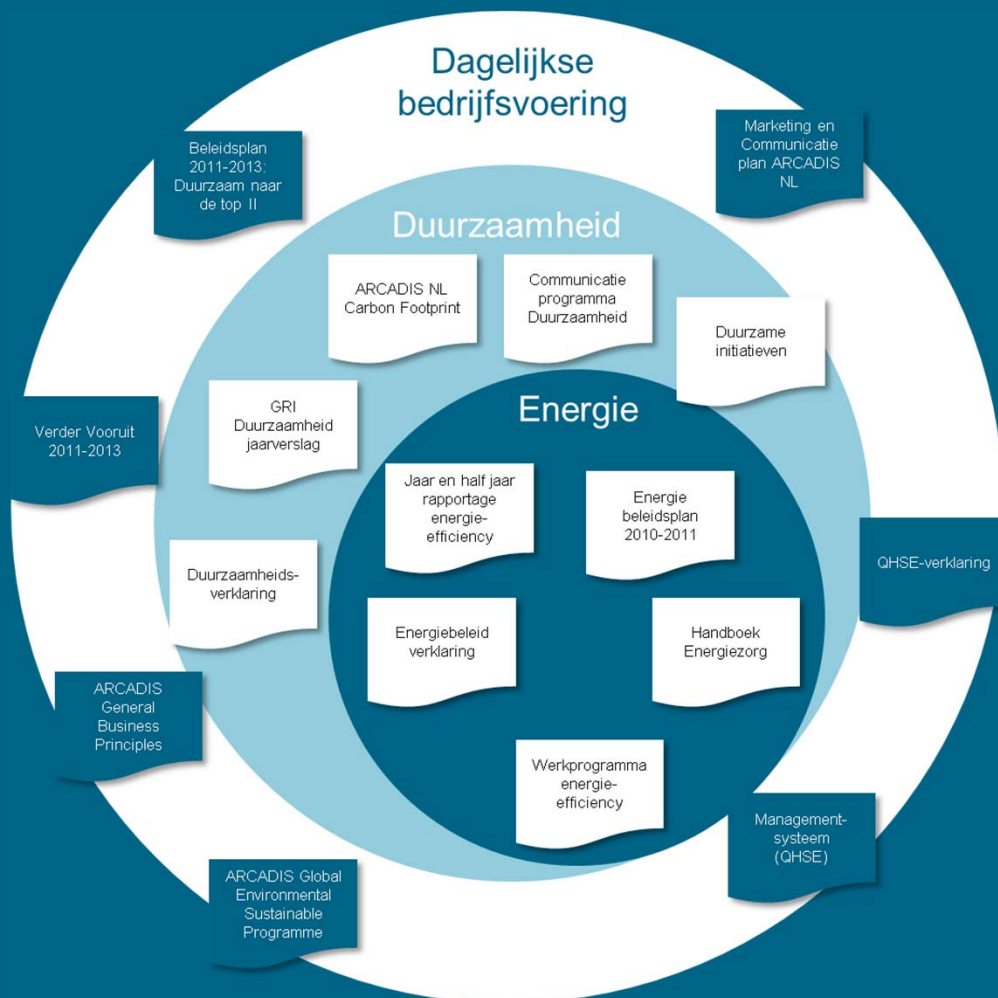 Dagelijkse
bedrijfsvoering
Beleidsplan
2011-2013:
Duurzaam naar
de top II
Marketing en
Communicatie
plan ARCADIS
NL
Duurzaamheid
ARCADIS NL
Carbon Footprint
Communicatie
programma
Duurzaamheid
Duurzame
initiatieven
GRI
Duurzaamheid
jaarverslag
Energie
Verder Vooruit
2011-2013
Jaar en half jaar
rapportage
energie-
efficiency
Energie
beleidsplan
2010-2011
QHSE-verklaring
Duurzaamheids-
verklaring
Energiebeleid
verklaring
Handboek
Energiezorg
ARCADIS
General
Business
Principles
Werkprogramma
energie-
efficiency
Management-
systeem
(QHSE)
ARCADIS Global
Environmental
Sustainable
Programme